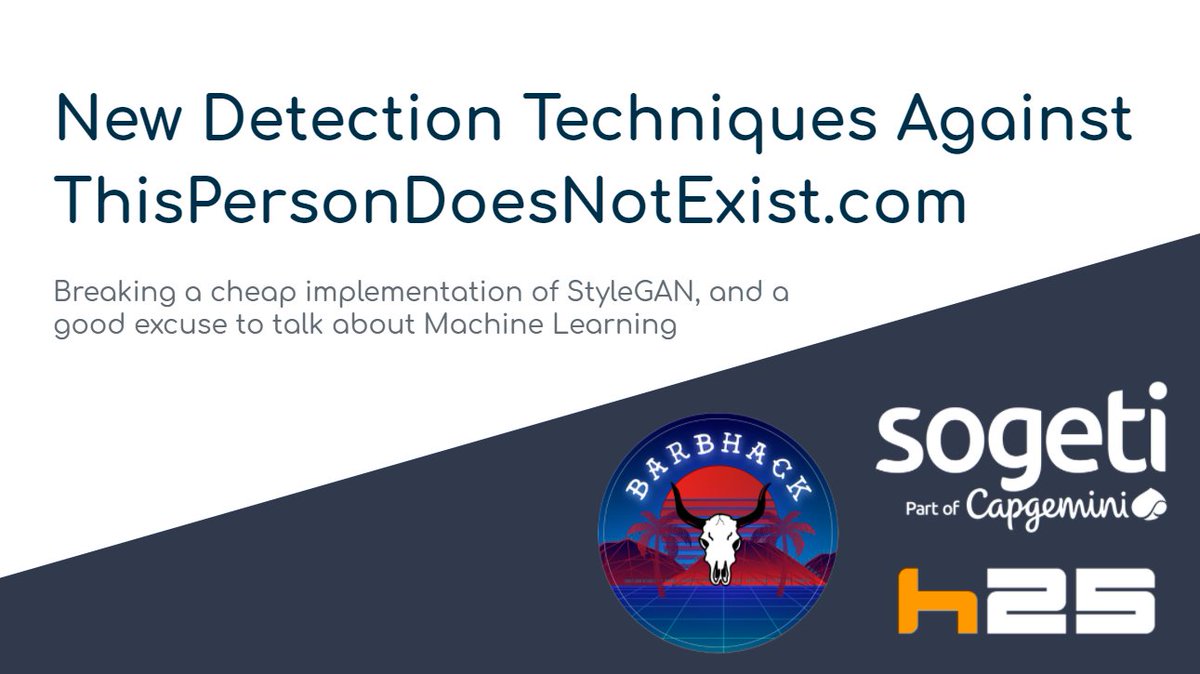 New Detection Techniques Against
ThisPersonDoesNotExist.com
Breaking a cheap implementation of StyleGAN, and a
good excuse to talk about Machine Learning
BARBHACK
sogeti
Part of Capgemini
h25